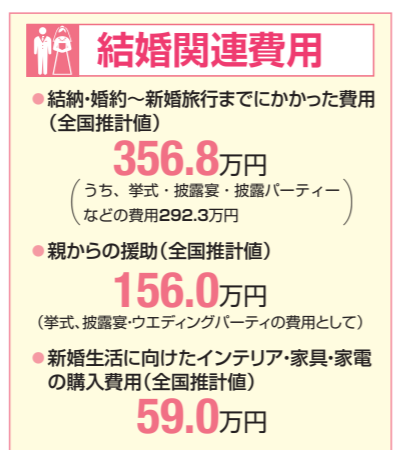 結婚関連費用
●結納・婚約～新婚旅行までにかかった費用
（全国推計値）
356.8万円
（うち、挙式・披露宴・披露パーティー
などの費用292.3万円）
●親からの援助（全国推計値）
156.0万円
（挙式、披露宴・ウエディングパーティの費用として）
●新婚生活に向けたインテリア・家具・家電
の購入費用（全国推計値）
59.0万円